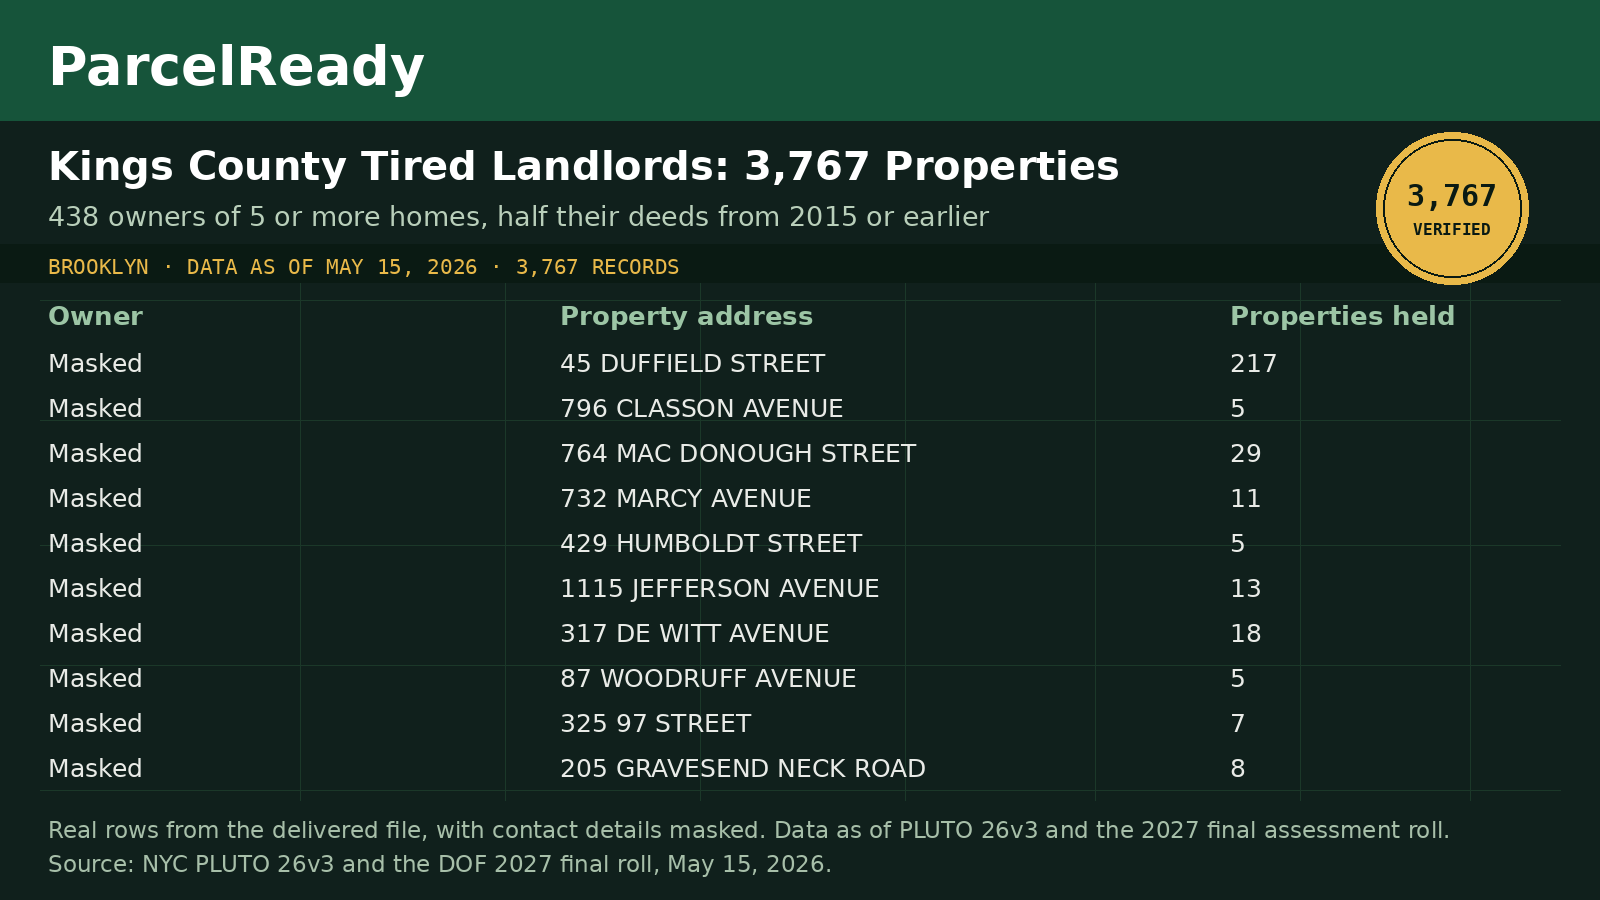 ParcelReady
Kings County Tired Landlords: 3,767 Properties
438 owners of 5 or more homes, half their deeds from 2015 or earlier
3,767
VERIFIED
BROOKLYN · DATA AS OF MAY 15, 2026 · 3,767 RECORDS
Owner Property address Properties held
Masked 45 DUFFIELD STREET 217
Masked 796 CLASSON AVENUE 5
Masked 764 MAC DONOUGH STREET 29
Masked 732 MARCY AVENUE 11
Masked 429 HUMBOLDT STREET 5
Masked 1115 JEFFERSON AVENUE 13
Masked 317 DE WITT AVENUE 18
Masked 87 WOODRUFF AVENUE 5
Masked 325 97 STREET 7
Masked 205 GRAVESEND NECK ROAD 8
Real rows from the delivered file, with contact details masked. Data as of PLUTO 26v3 and the 2027 final assessment roll.
Source: NYC PLUTO 26v3 and the DOF 2027 final roll, May 15, 2026.